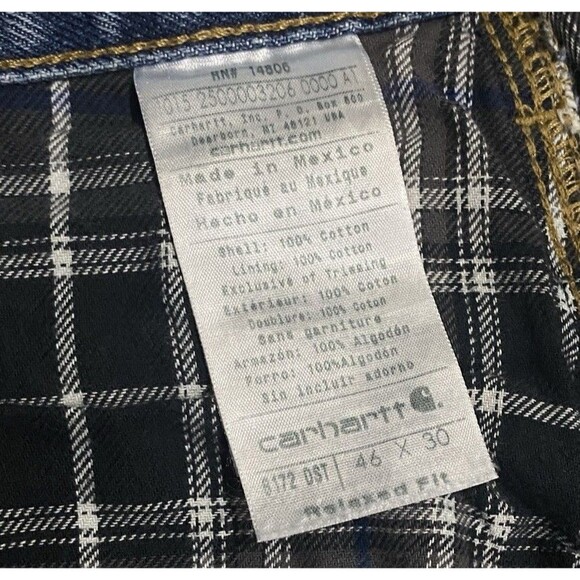 RN# 14806
015 2500003206 0000 A1
Carhartt, Inc, P. O. Box 600
Dearborn, MI 48121 USA
carhartt.com
Made in Mexico
Fabriqué au Mexique
Hecho en México
Shell: 100% Cotton
Lining: 100% Cotton
Exclusive of Trimming
Extérieur: 100% Coton
Doublure: 100% Coton
Sans garniture
Armazón: 100% Algodón
Forro: 100%Algodón
Sin incluir adorno
carhartt
B172 DST 46 X 30
Relaxed Fit